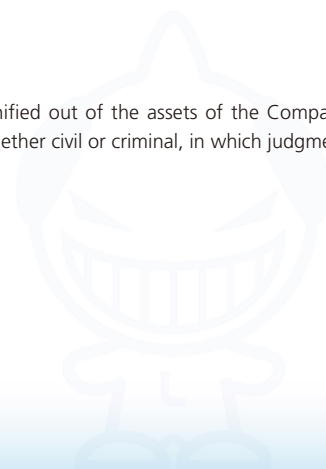 nified out of the assets of the Compa
ether civil or criminal, in which judgme
L